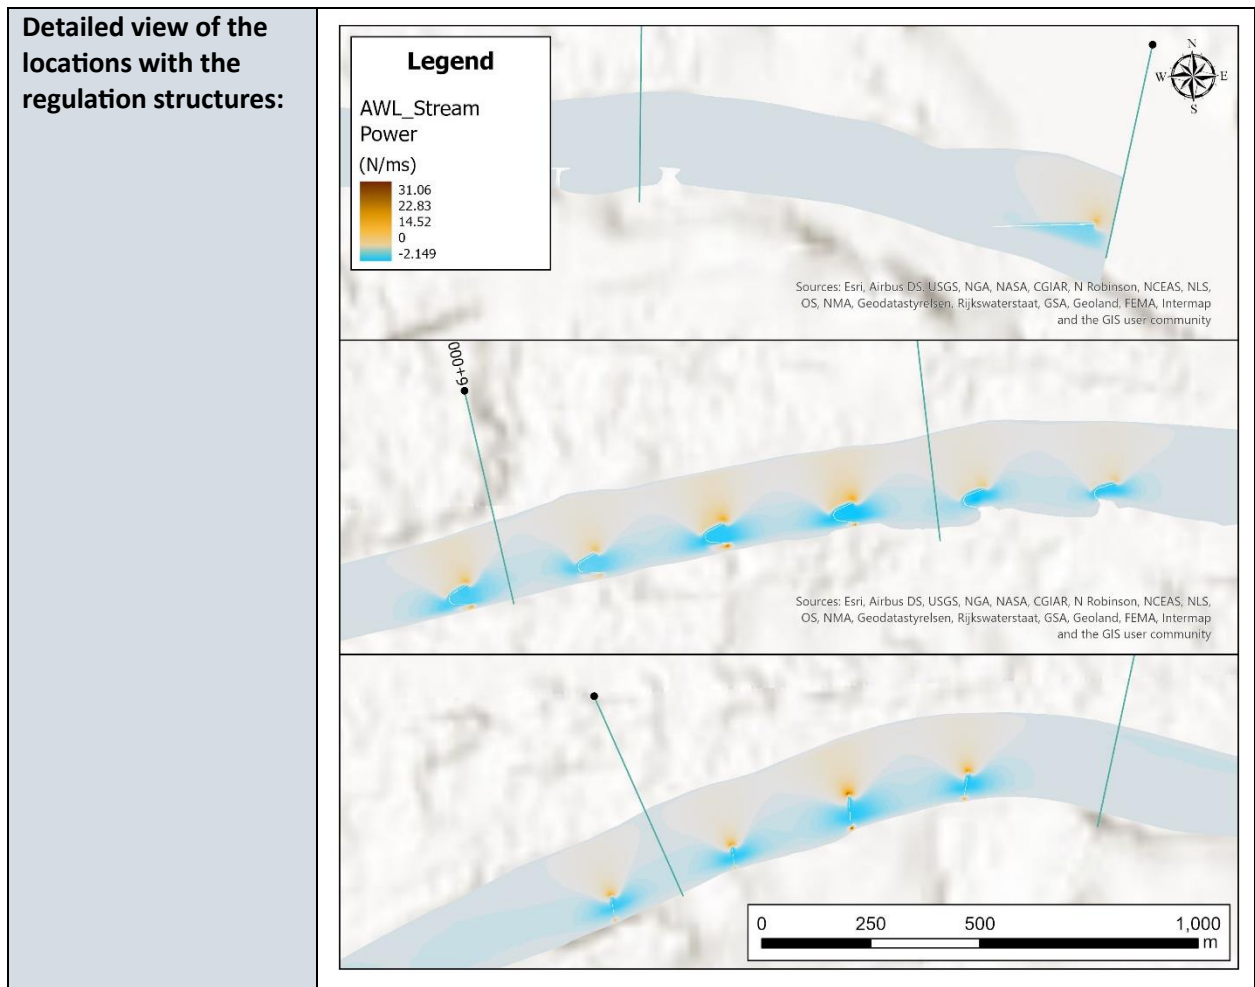 Detailed view of the
locations with the
regulation structures:
Legend
AWL_Stream
Power
(N/ms)
31.06
22.83
14.52
0
-2.149
N
W E
S
Sources: Esri, Airbus DS, USGS, NGA, NASA, CGIAR, N Robinson, NCEAS, NLS,
OS, NMA, Geodatastyrelsen, Rijkswaterstaat, GSA, Geoland, FEMA, Intermap
and the GIS user community
6+000
Sources: Esri, Airbus DS, USGS, NGA, NASA, CGIAR, N Robinson, NCEAS, NLS,
OS, NMA, Geodatastyrelsen, Rijkswaterstaat, GSA, Geoland, FEMA, Intermap
and the GIS user community
0 250 500 1,000
m